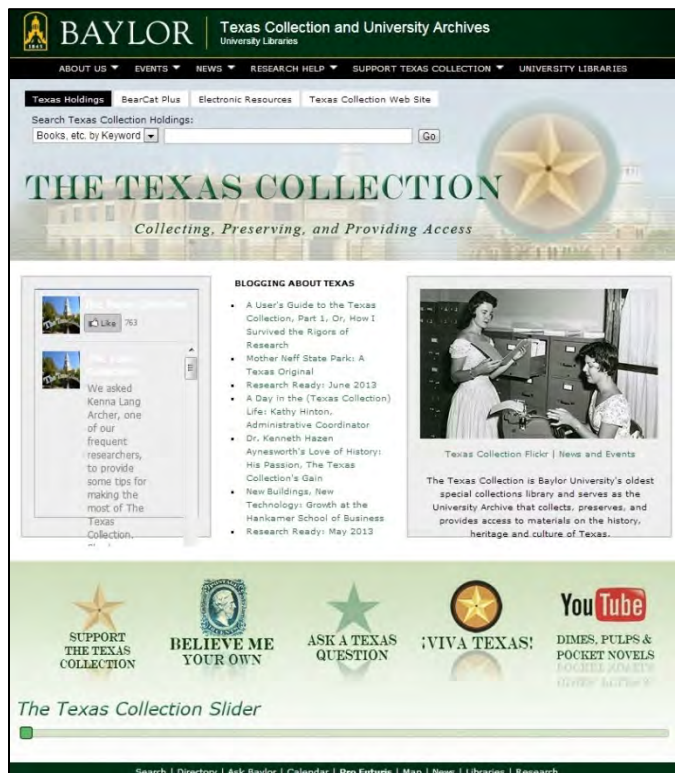 BAYLOR
1845
Texas Collection and University Archives
University Libraries
ABOUT US
EVENTS
NEWS
RESEARCH HELP
SUPPORT TEXAS COLLECTION
UNIVERSITY LIBRARIES
Texas Holdings
BearCat Plus
Electronic Resources
Texas Collection Web Site
Search Texas Collection Holdings:
Books, etc. by Keyword
Go
THE TEXAS COLLECTION
Collecting, Preserving, and Providing Access
Like 763
We asked
Kenna Lang
Archer, one
of our
frequent
researchers,
to provide
some tips for
making the
most of The
Texas
Collection.
BLOGGING ABOUT TEXAS
A User's Guide to the Texas
Collection, Part 1, Or, How I
Survived the Rigors of
Research
Mother Neff State Park: A
Texas Original
Research Ready: June 2013
A Day in the (Texas Collection)
Life: Kathy Hinton,
Administrative Coordinator
Dr. Kenneth Hazen
Aynesworth's Love of History:
His Passion, The Texas
Collection's Gain
New Buildings, New
Technology: Growth at the
Hankamer School of Business
Research Ready: May 2013
Texas Collection Flickr | News and Events
The Texas Collection is Baylor University's oldest
special collections library and serves as the
University Archive that collects, preserves, and
provides access to materials on the history,
heritage and culture of Texas.
SUPPORT
THE TEXAS
COLLECTION
BELIEVE ME
YOUR OWN
ASK A TEXAS
QUESTION
¡VIVA TEXAS!
YouTube
DIMES, PULPS &
POCKET NOVELS
The Texas Collection Slider
Search | Directory | Ask Baylor | Calendar | Pro Futuris | Map | News | Libraries | Research